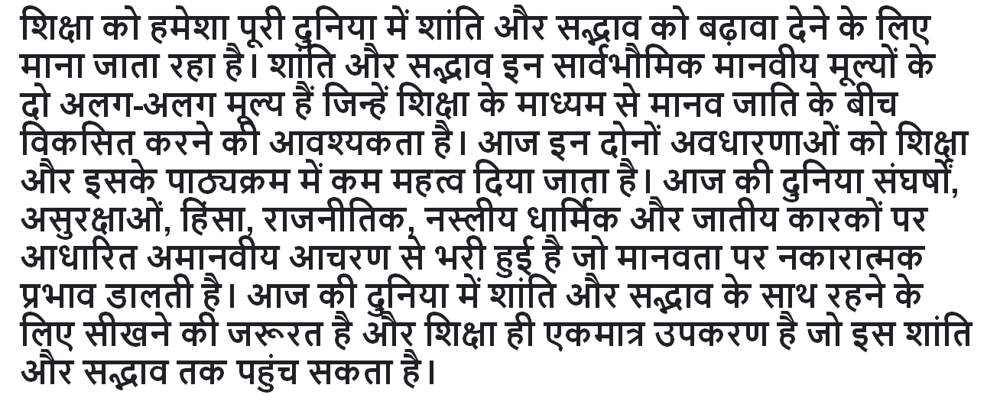 शिक्षा को हमेशा पूरी दुनिया में शांति और सद्भाव को बढ़ावा देने के लिए
माना जाता रहा है। शांति और सद्भाव इन सार्वभौमिक मानवीय मूल्यों के
दो अलग-अलग मूल्य हैं जिन्हें शिक्षा के माध्यम से मानव जाति के बीच
विकसित करने की आवश्यकता है। आज इन दोनों अवधारणाओं को शिक्षा
और इसके पाठ्यक्रम में कम महत्व दिया जाता है। आज की दुनिया संघर्षों,
असुरक्षाओं, हिंसा, राजनीतिक, नस्लीय धार्मिक और जातीय कारकों पर
आधारित अमानवीय आचरण से भरी हुई है जो मानवता पर नकारात्मक
प्रभाव डालती है। आज की दुनिया में शांति और सद्भाव के साथ रहने के
लिए सीखने की जरूरत है और शिक्षा ही एकमात्र उपकरण है जो इस शांति
और सद्भाव तक पहुंच सकता है।